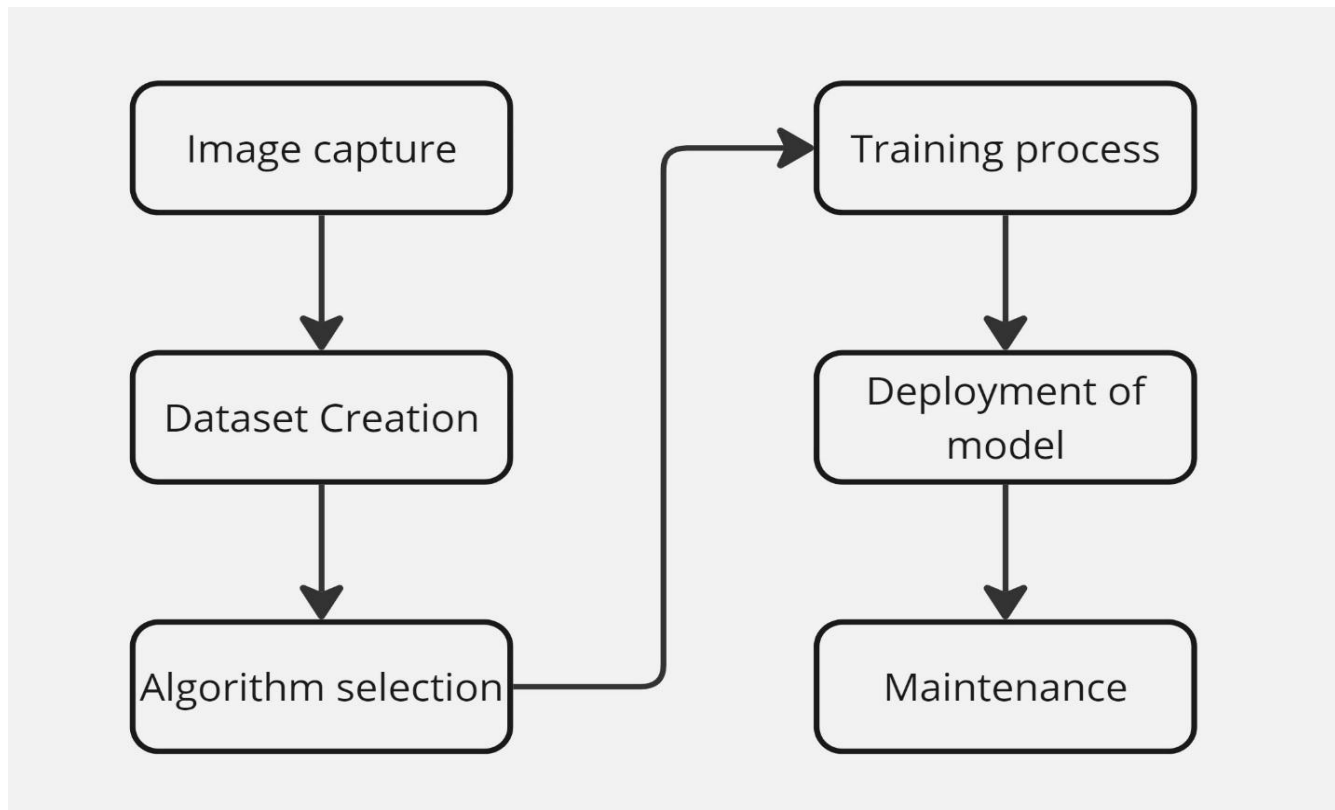 Image capture
Dataset Creation
Algorithm selection
Training process
Deployment of
model
Maintenance